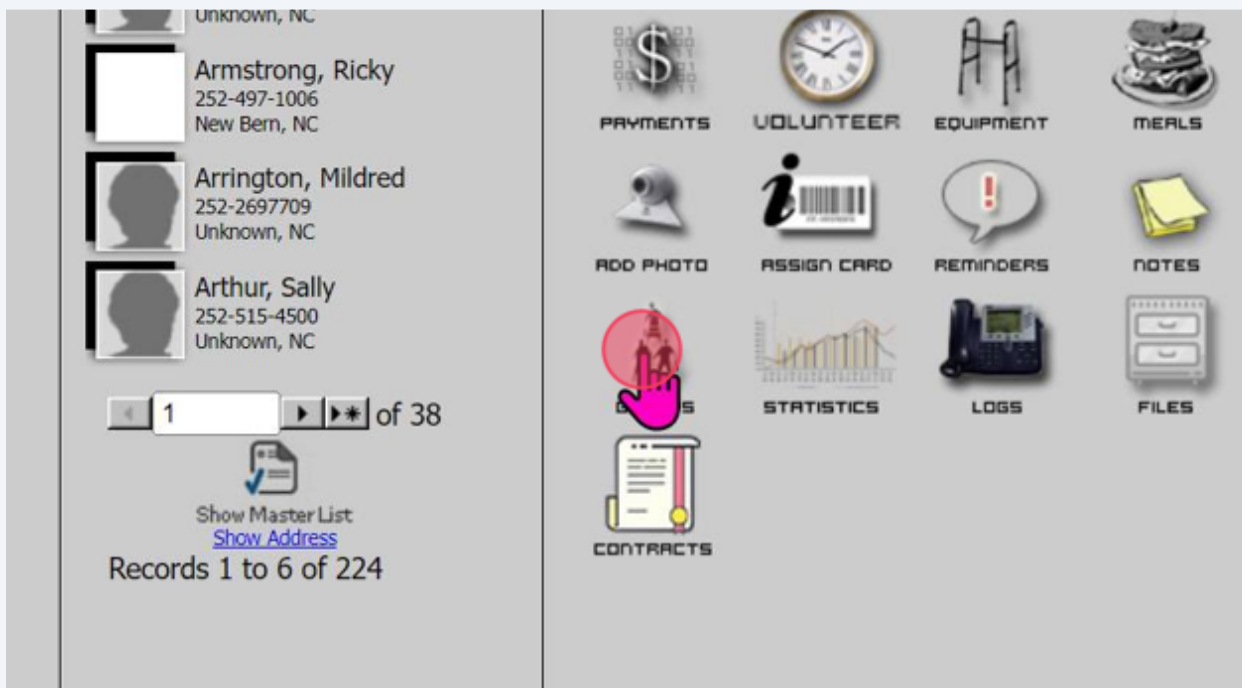 Unknown, NC
Armstrong, Ricky
252-497-1006
New Bern, NC
Arrington, Mildred
252-2697709
Unknown, NC
Arthur, Sally
252-515-4500
Unknown, NC
1 of 38
Show Master List
Show Address
Records 1 to 6 of 224
PAYMENTS
VOLUNTEER
EQUIPMENT
MEALS
ADD PHOTO
ASSIGN CARD
REMINDERS
NOTES
STATISTICS
LOGS
FILES
CONTRACTS